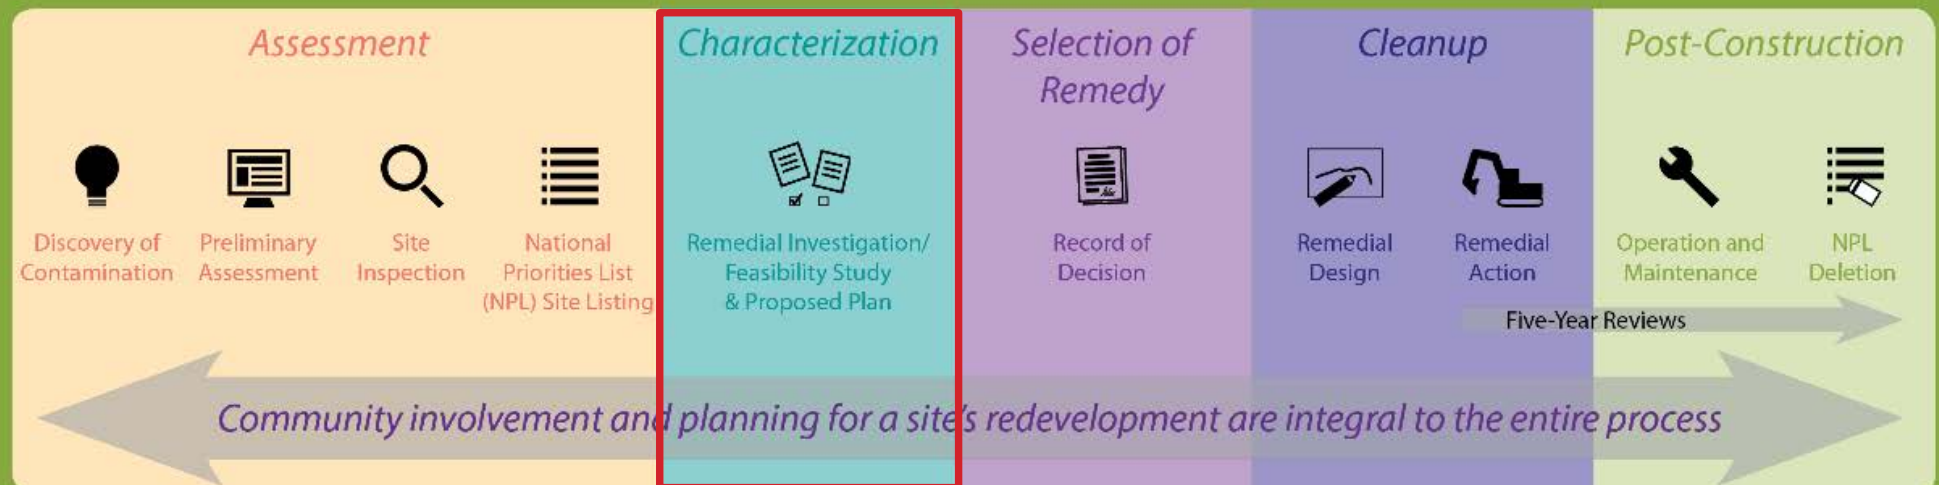 Assessment
Discovery of
Contamination
Preliminary
Assessment
Site
Inspection
National
Priorities List
(NPL) Site Listing
Characterization
Remedial Investigation/
Feasibility Study
& Proposed Plan
Selection of
Remedy
Record of
Decision
Cleanup
Remedial
Design
Remedial
Action
Post-Construction
Operation and
Maintenance
NPL
Deletion
Five-Year Reviews
Community involvement and planning for a site's redevelopment are integral to the entire process